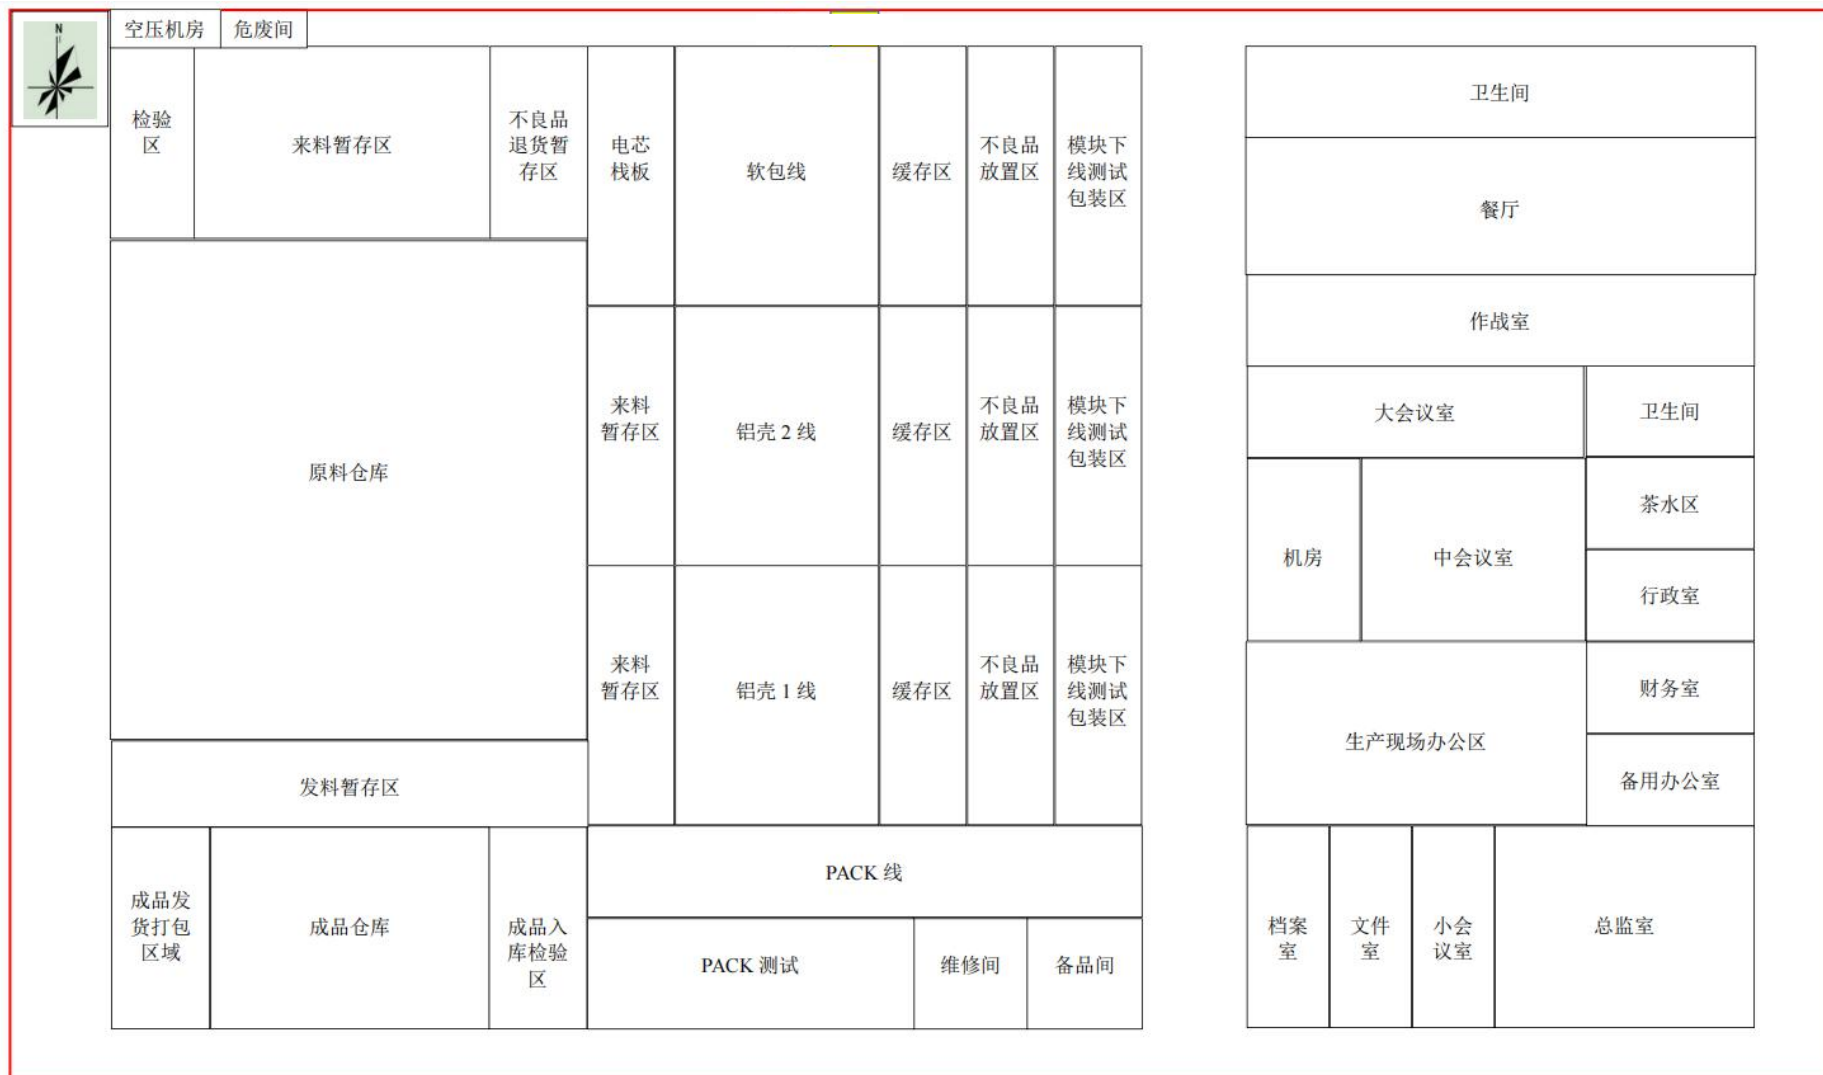 N
空压机房
危废间
检验
区
来料暂存区
不良品
退货暂
存区
电芯
栈板
软包线
缓存区
不良品
放置区
模块下
线测试
包装区
原料仓库
来料
暂存区
铝壳 2 线
缓存区
不良品
放置区
模块下
线测试
包装区
来料
暂存区
铝壳 1 线
缓存区
不良品
放置区
模块下
线测试
包装区
发料暂存区
成品发
货打包
区域
成品仓库
成品入
库检验
区
PACK 线
PACK 测试
维修间
备品间
卫生间
餐厅
作战室
大会议室
卫生间
机房
中会议室
茶水区
行政室
生产现场办公区
财务室
备用办公室
档案
室
文件
室
小会
议室
总监室